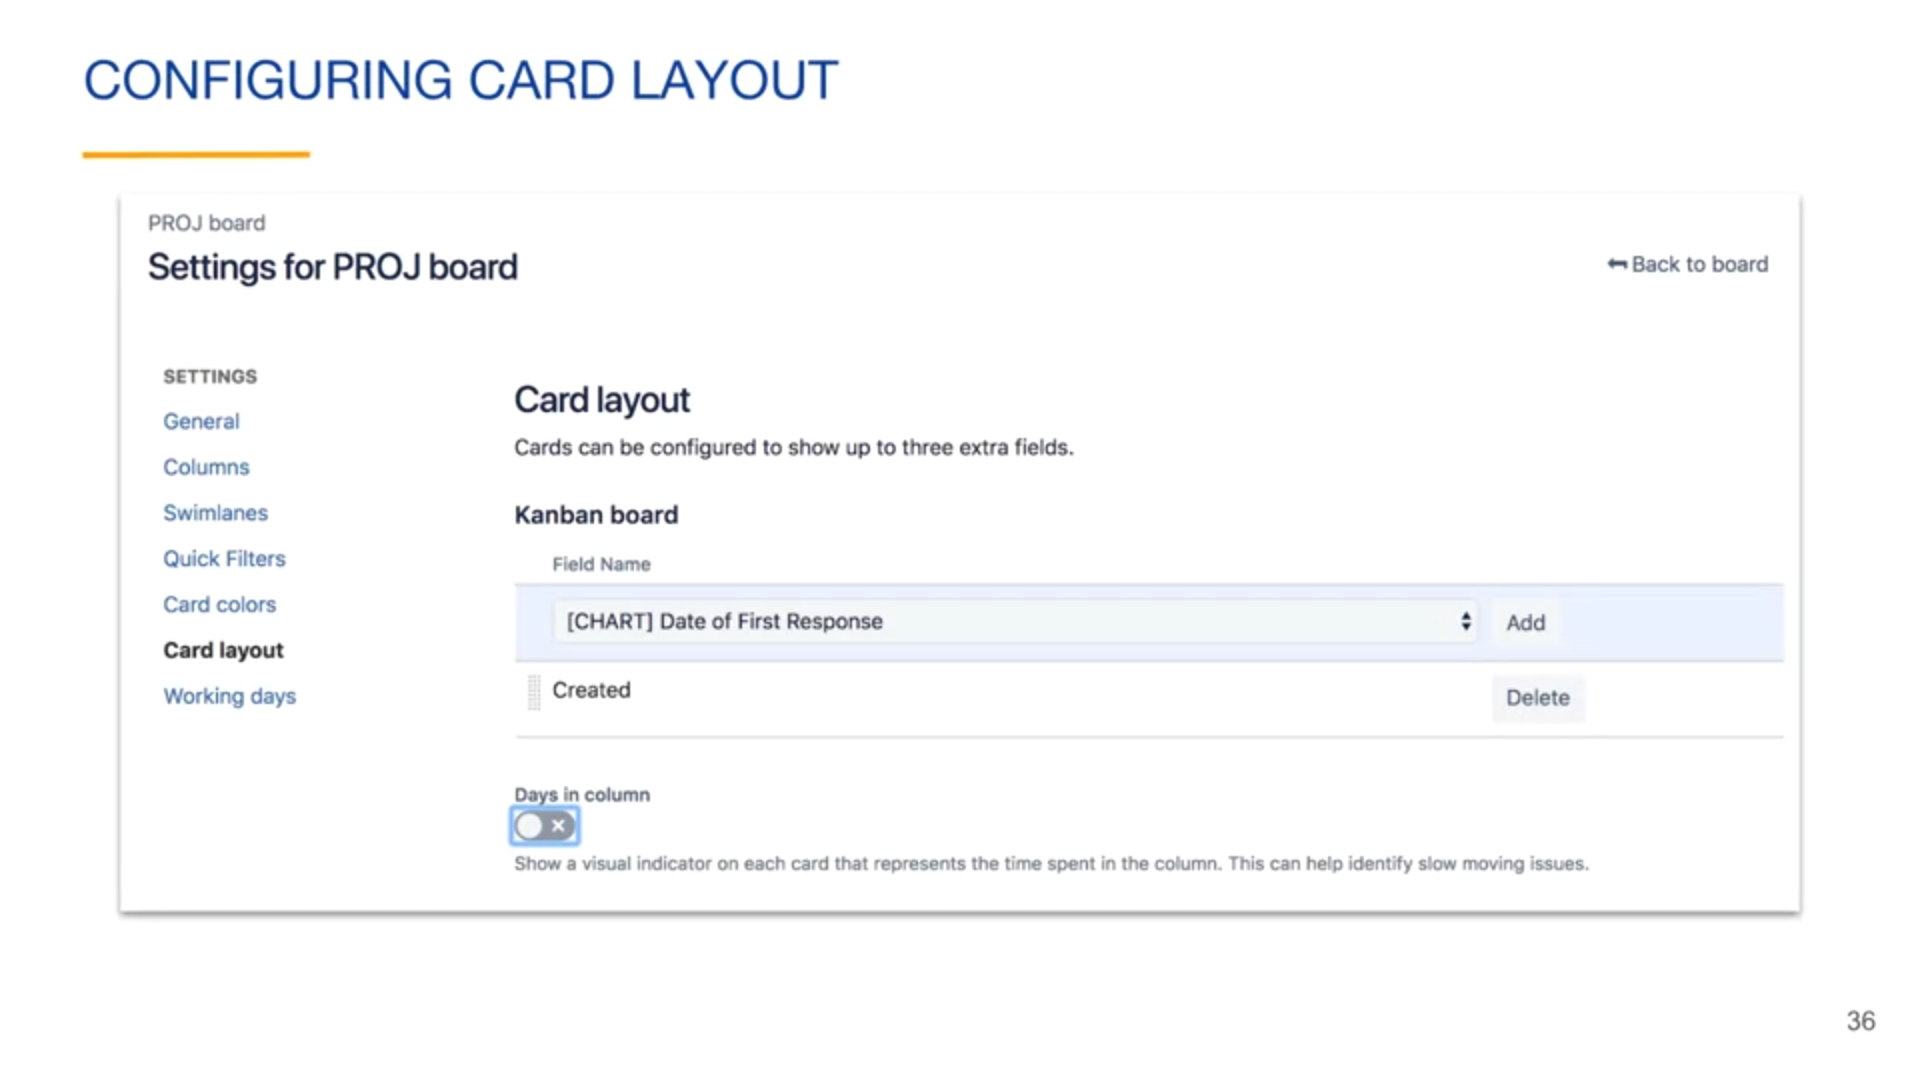 CONFIGURING CARD LAYOUT
PROJ board
Settings for PROJ board
Back to board
SETTINGS
General
Columns
Swimlanes
Quick Filters
Card colors
Card layout
Working days
Card layout
Cards can be configured to show up to three extra fields.
Kanban board
Field Name
[CHART] Date of First Response
Add
Created
Delete
Days in column
Show a visual indicator on each card that represents the time spent in the column. This can help identify slow moving issues.
36